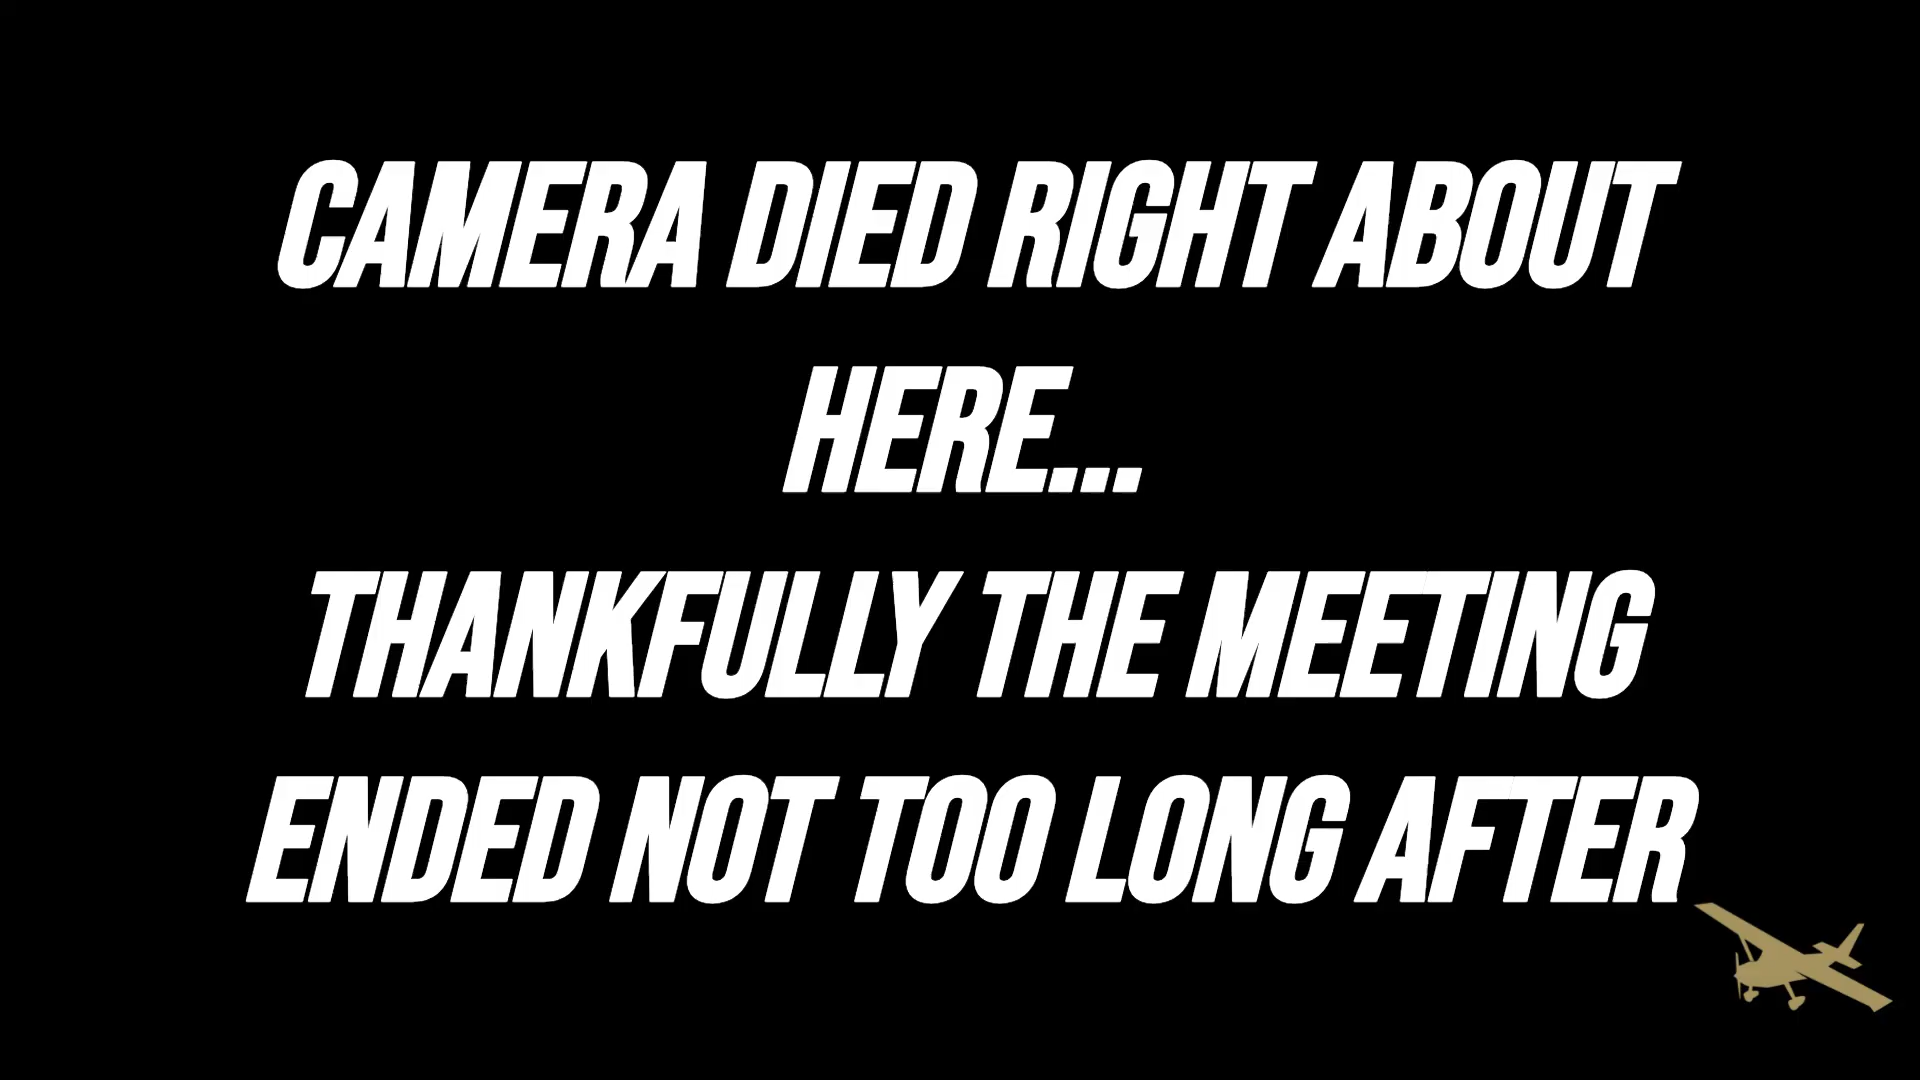 CAMERA DIED RIGHT ABOUT
HERE...
THANKFULLY THE MEETING
ENDED NOT TOO LONG AFTER